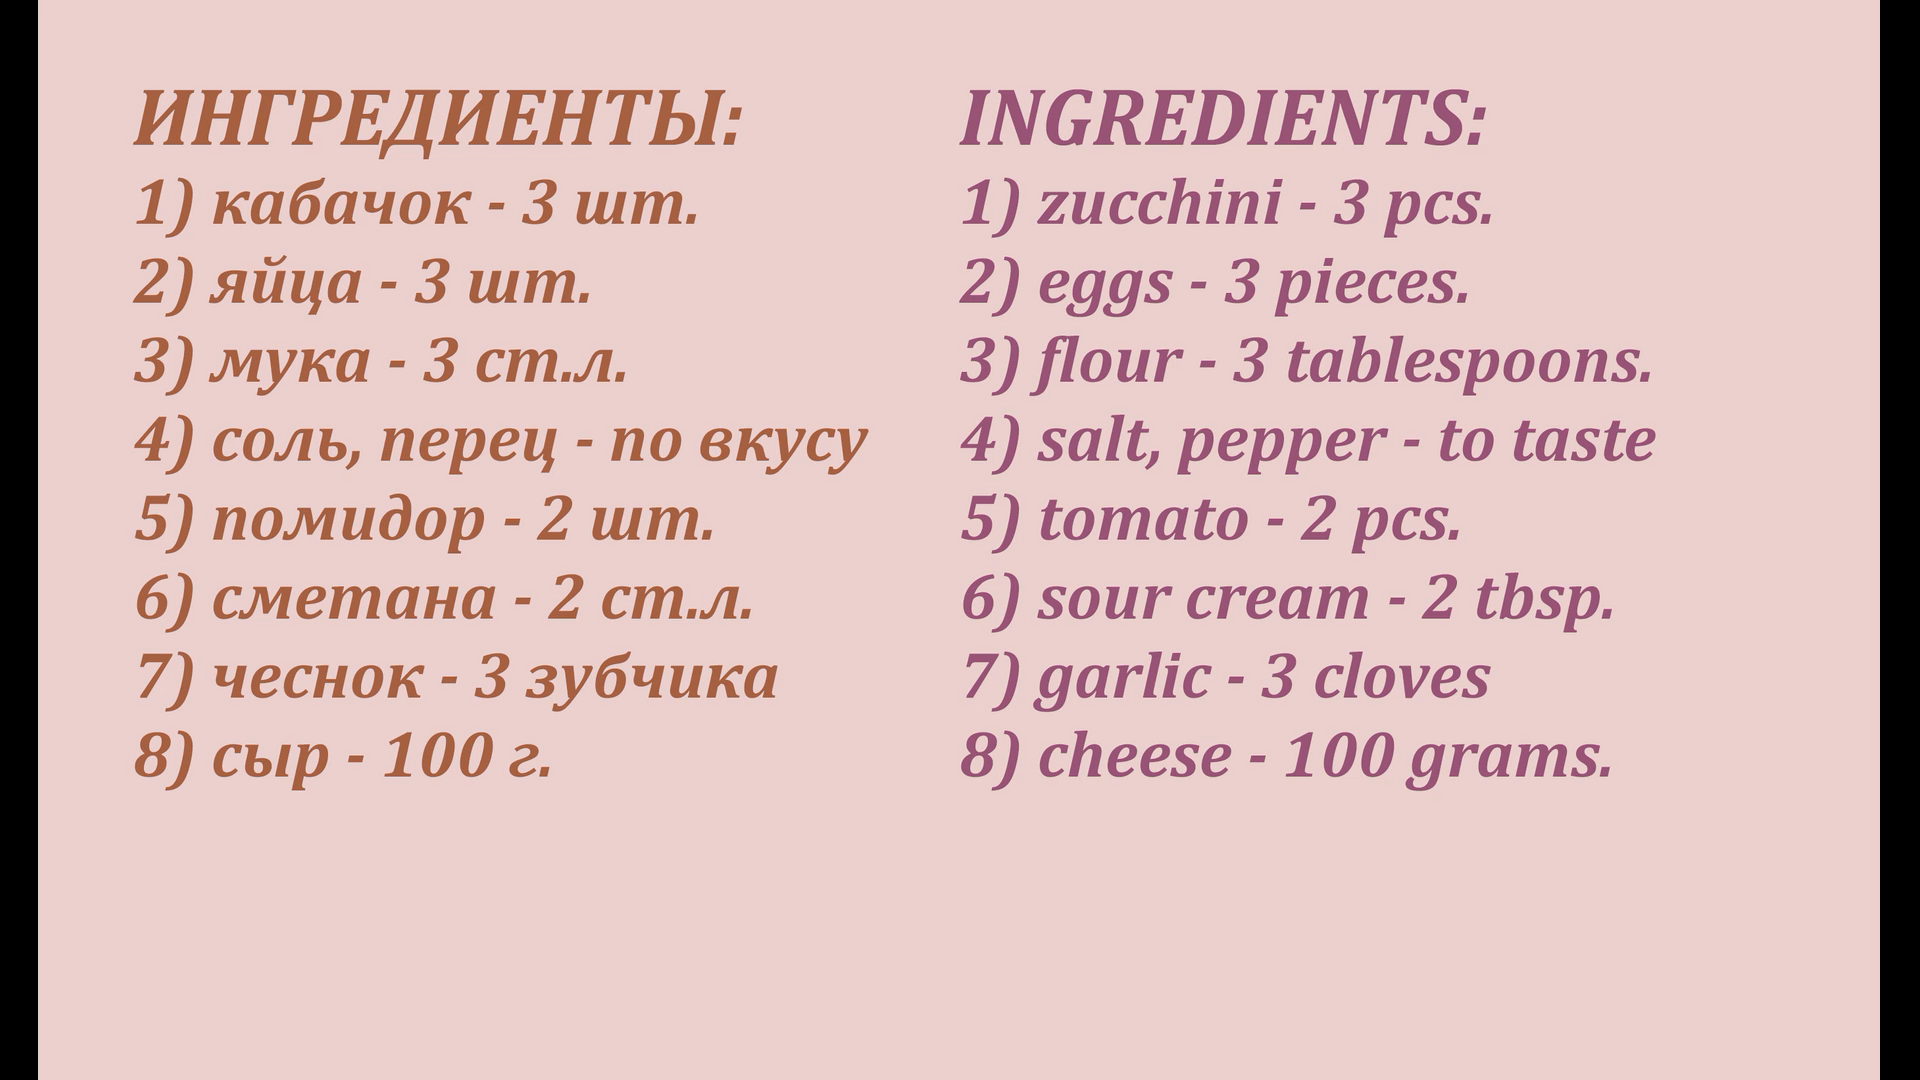 ИНГРЕДИЕНТЫ:
1) кабачок - 3 шт.
2) яйца - 3 шт.
3) мука - 3 ст.л.
4) соль, перец - по вкусу
5) помидор - 2 шт.
6) сметана - 2 ст.л.
7) чеснок - 3 зубчика
8) сыр - 100 г.
INGREDIENTS:
1) zucchini - 3 pcs.
2) eggs - 3 pieces.
3) flour - 3 tablespoons.
4) salt, pepper - to taste
5) tomato - 2 pcs.
6) sour cream - 2 tbsp.
7) garlic - 3 cloves
8) cheese - 100 grams.